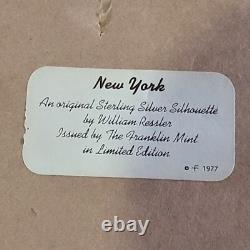 New York
An original Sterling Silver Silhouette
by William Ressler
Issued by The Franklin Mint
in Limited Edition
© F 1977